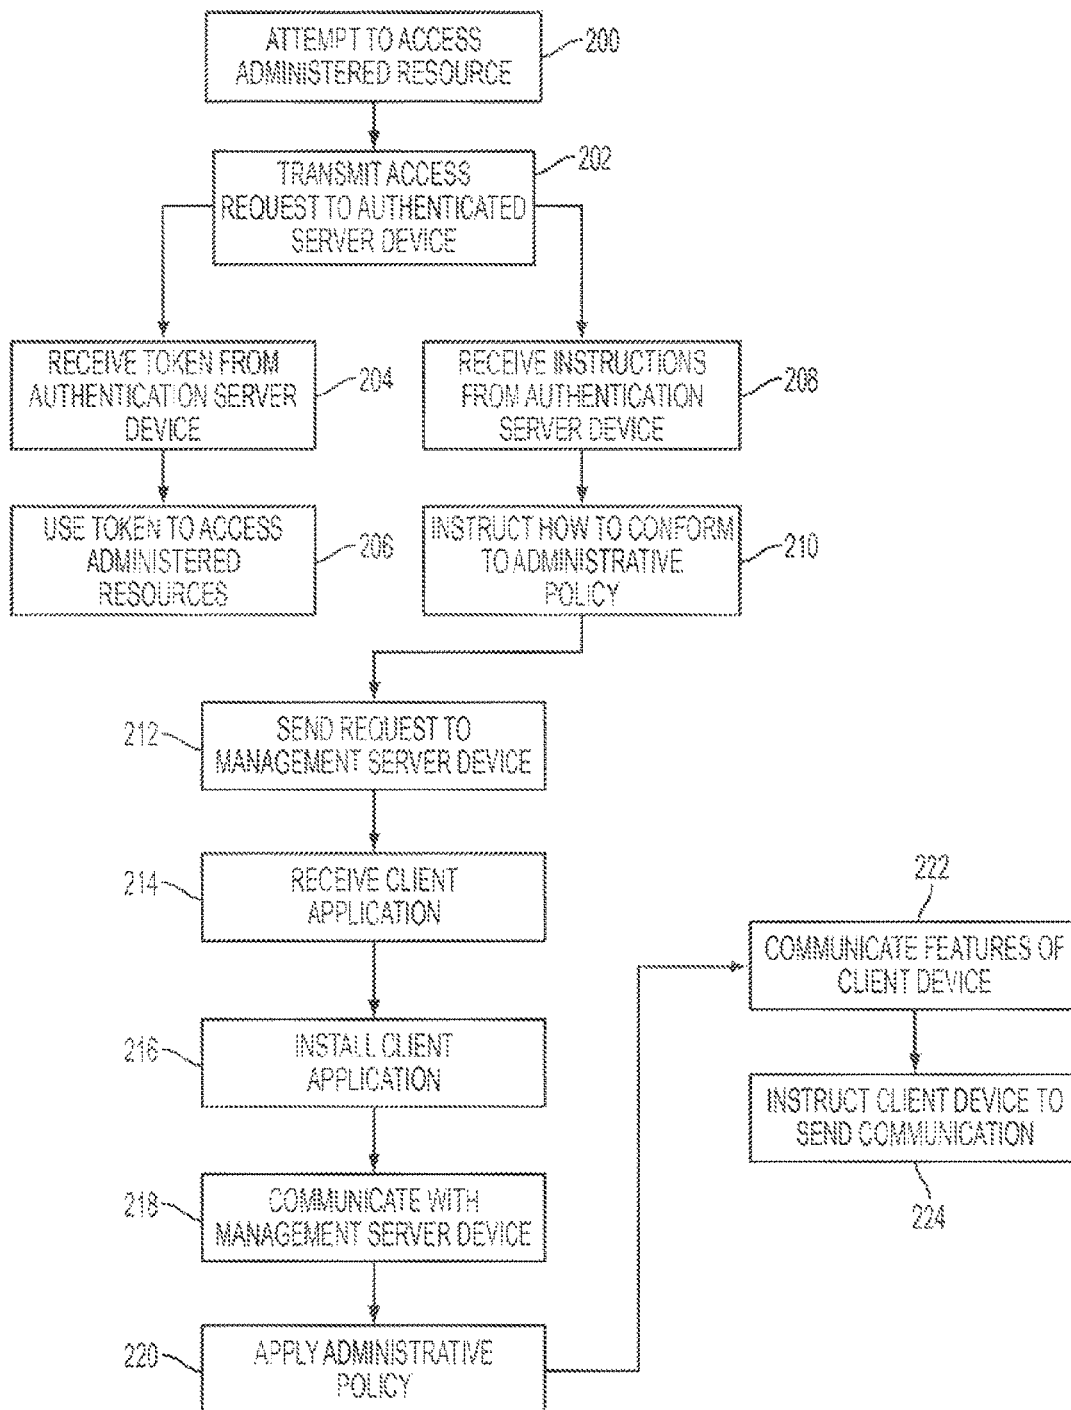 ATTEMPT TO ACCESS
ADMINISTERED RESOURCE
200
TRANSMIT ACCESS
REQUEST TO AUTHENTICATED
SERVER DEVICE
202
RECEIVE TOKEN FROM
AUTHENTICATION SERVER
DEVICE
204
RECEIVE INSTRUCTIONS
FROM AUTHENTICATION
SERVER DEVICE
208
USE TOKEN TO ACCESS
ADMINISTERED
RESOURCES
206
INSTRUCT HOW TO CONFORM
TO ADMINISTRATIVE
POLICY
210
212
SEND REQUEST TO
MANAGEMENT SERVER DEVICE
214
RECEIVE CLIENT
APPLICATION
216
INSTALL CLIENT
APPLICATION
218
COMMUNICATE WITH
MANAGEMENT SERVER DEVICE
220
APPLY ADMINISTRATIVE
POLICY
222
COMMUNICATE FEATURES OF
CLIENT DEVICE
INSTRUCT CLIENT DEVICE TO
SEND COMMUNICATION
224